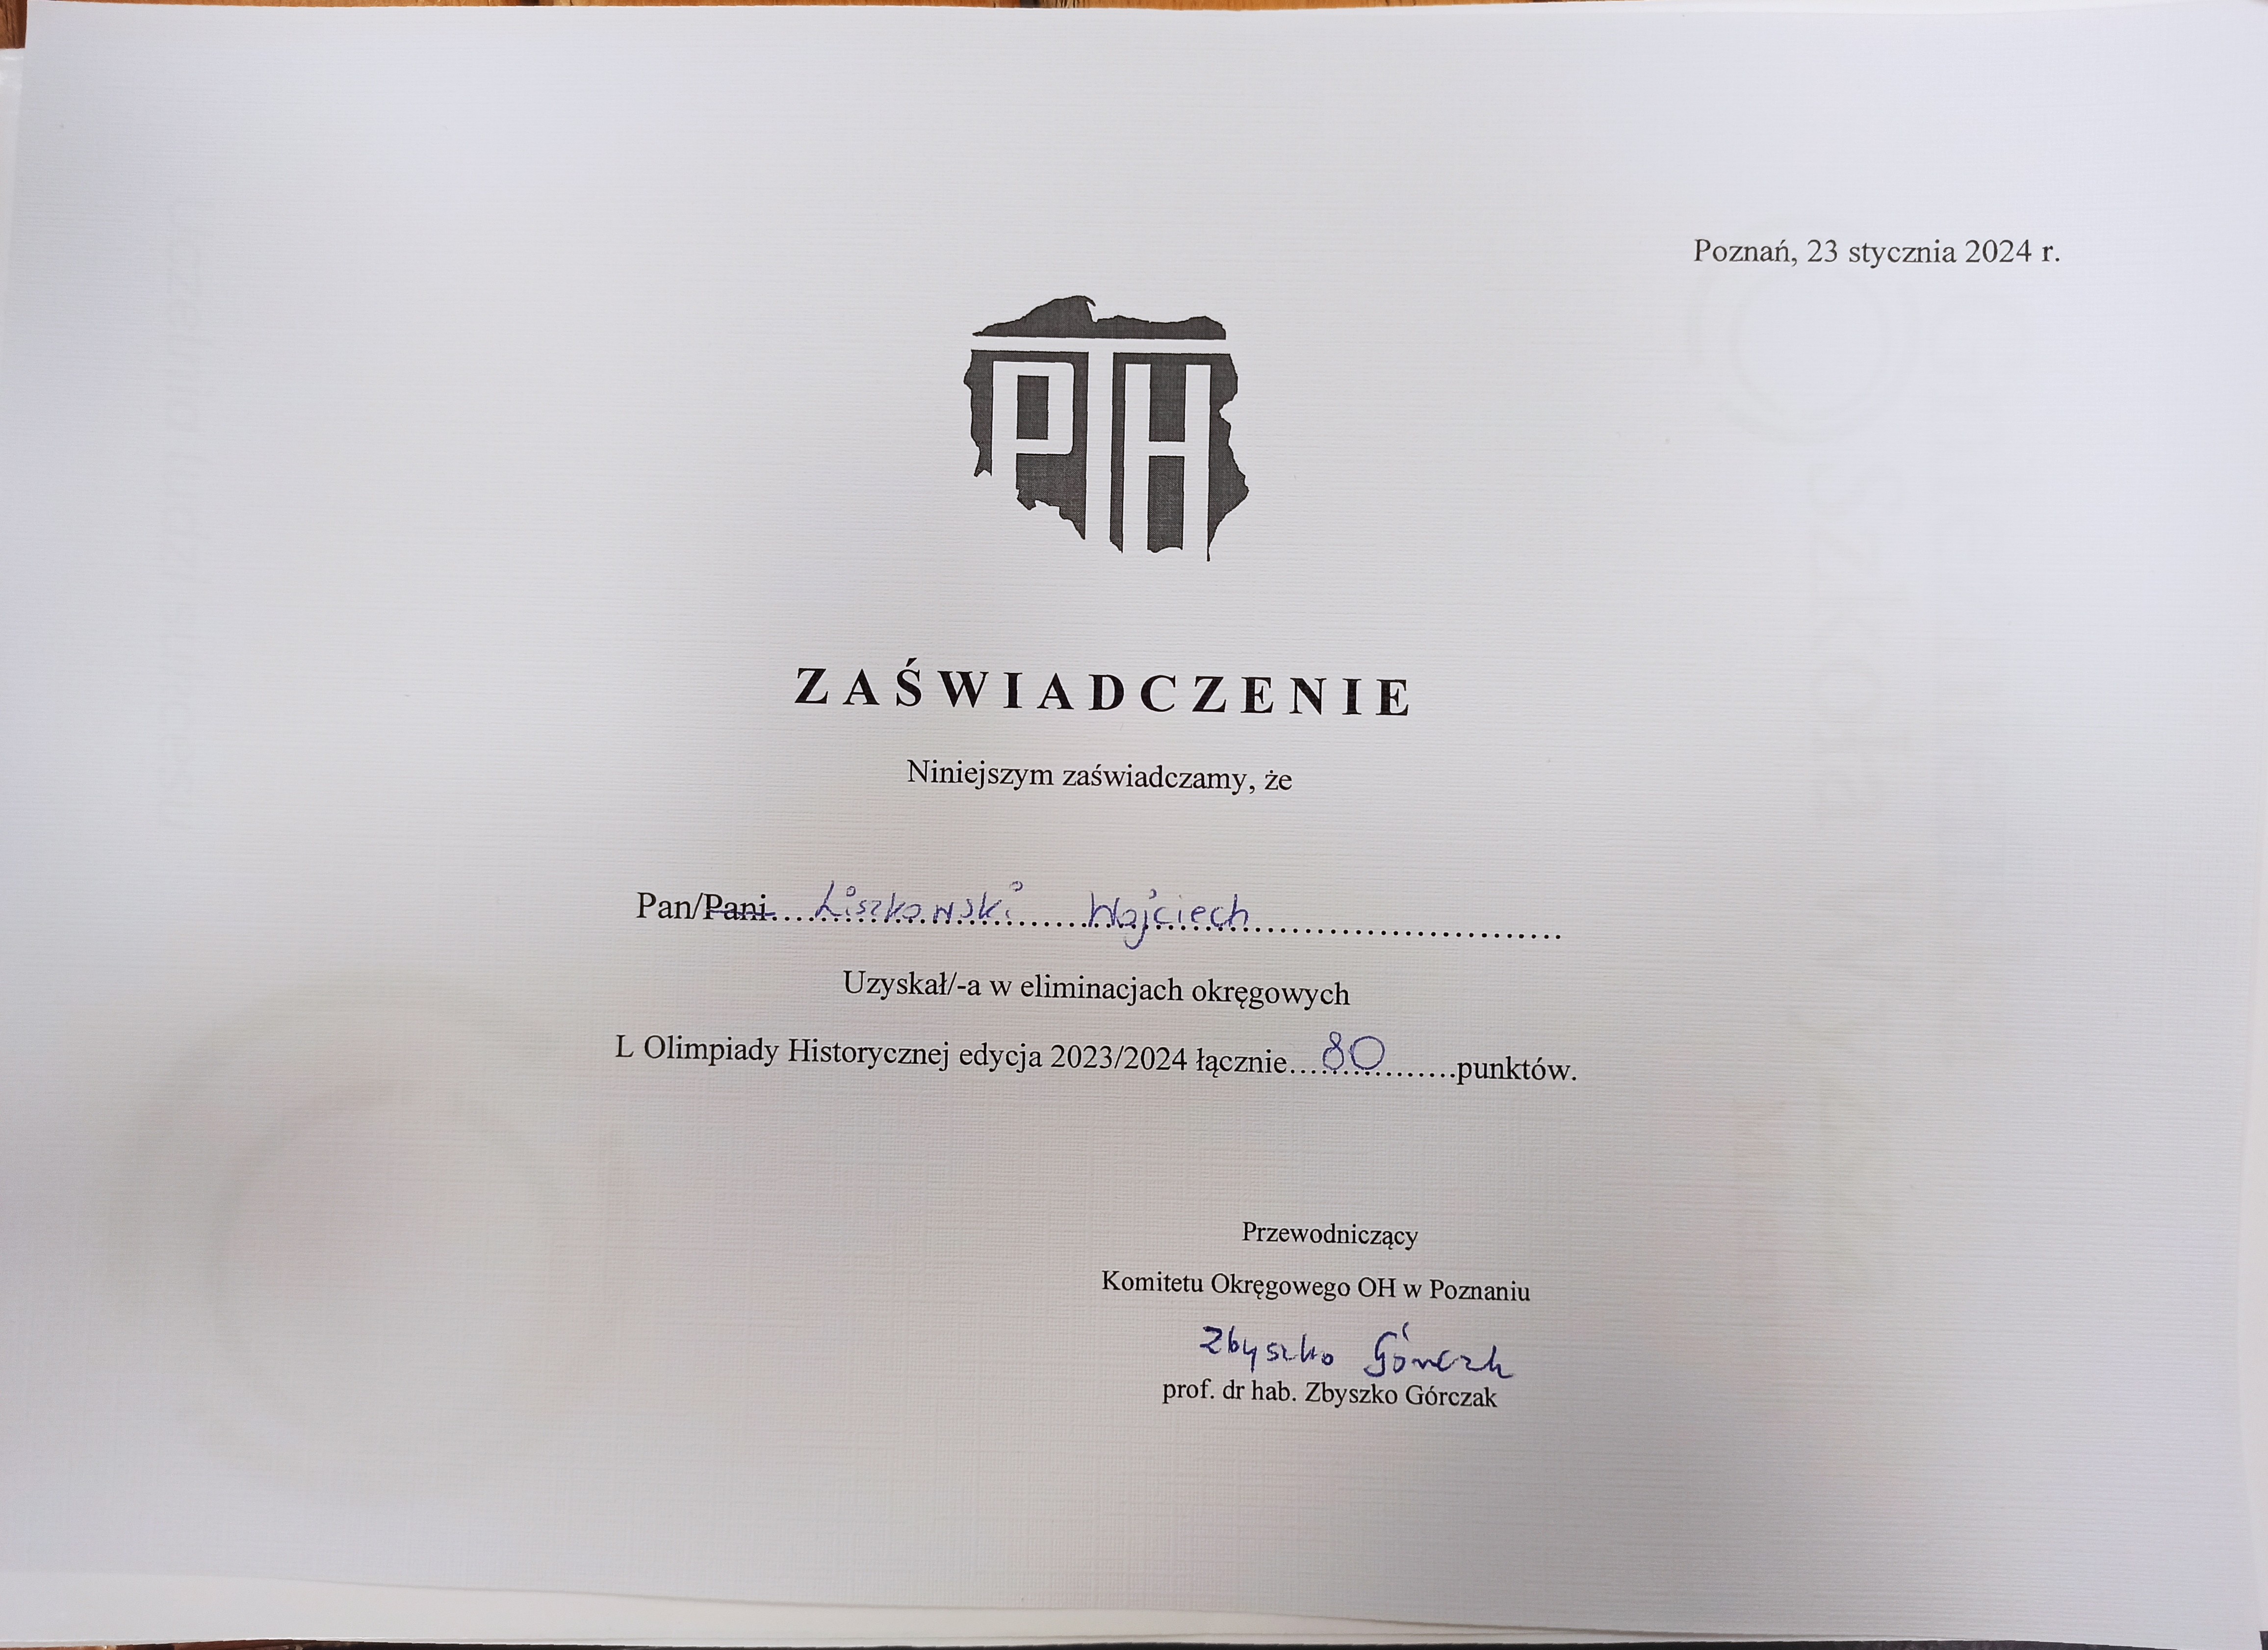 Poznań, 23 stycznia 2024 r.
PTH
ZAŚWIADCZENIE
Niniejszym zaświadczamy, że
Pan/Pani.... Liszkowski Wojciech ....................
Uzyskał/-a w eliminacjach okręgowych
L Olimpiady Historycznej edycja 2023/2024 łącznie....80........punktów.
Przewodniczący
Komitetu Okręgowego OH w Poznaniu
Zbyszko Górczak
prof. dr hab. Zbyszko Górczak